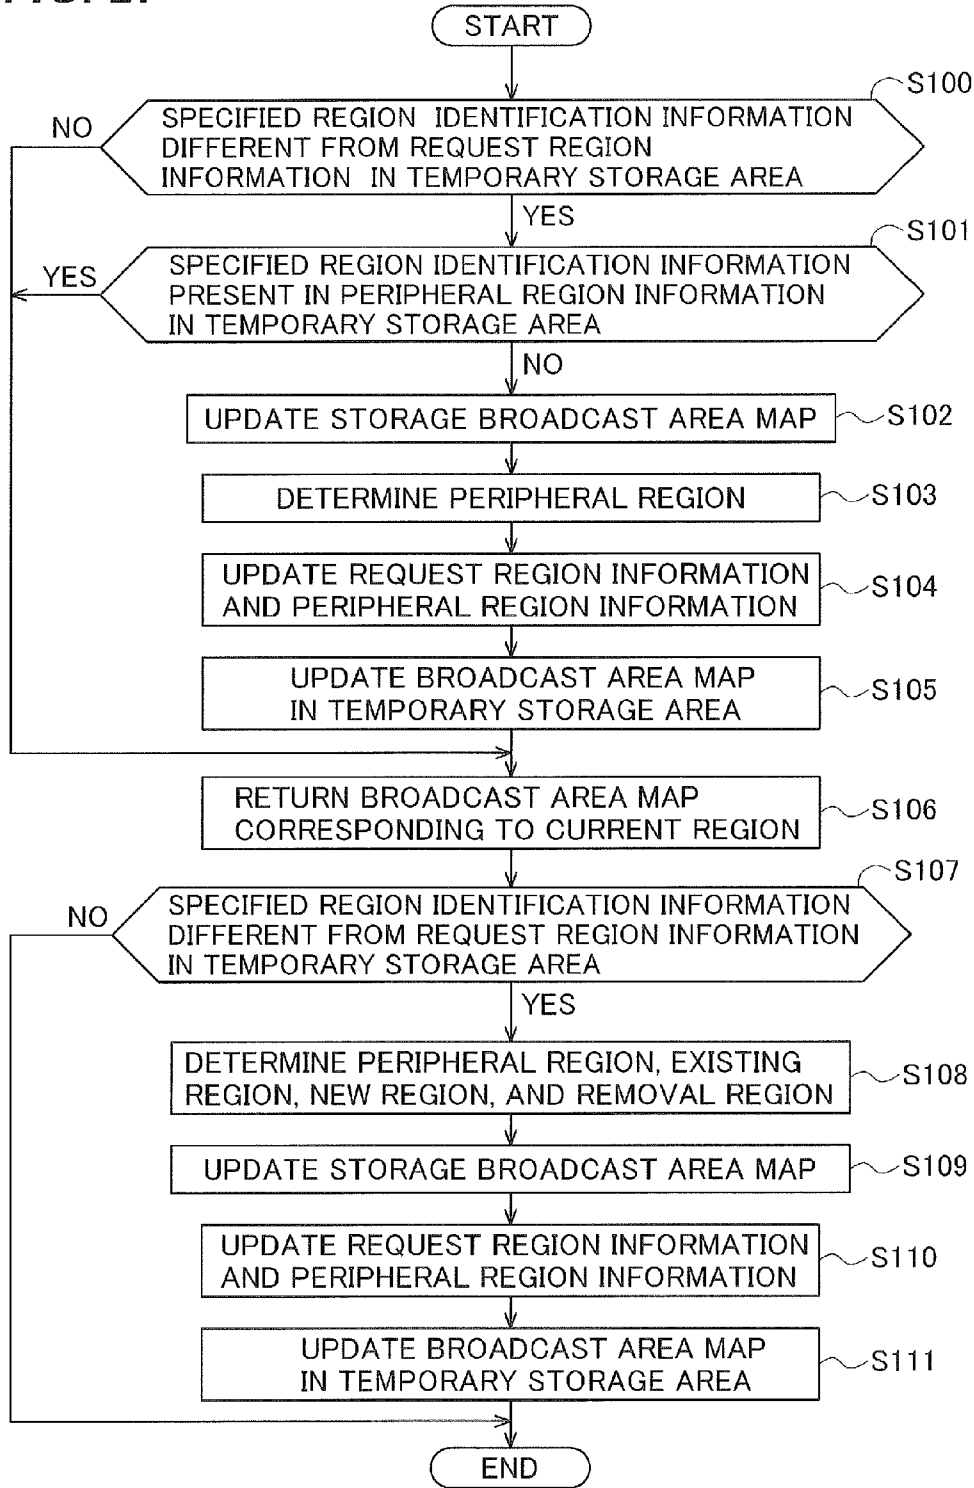 START
S100
NO
SPECIFIED REGION IDENTIFICATION INFORMATION
DIFFERENT FROM REQUEST REGION
INFORMATION IN TEMPORARY STORAGE AREA
YES
S101
YES
SPECIFIED REGION IDENTIFICATION INFORMATION
PRESENT IN PERIPHERAL REGION INFORMATION
IN TEMPORARY STORAGE AREA
NO
UPDATE STORAGE BROADCAST AREA MAP
S102
DETERMINE PERIPHERAL REGION
S103
UPDATE REQUEST REGION INFORMATION
AND PERIPHERAL REGION INFORMATION
S104
UPDATE BROADCAST AREA MAP
IN TEMPORARY STORAGE AREA
S105
RETURN BROADCAST AREA MAP
CORRESPONDING TO CURRENT REGION
S106
S107
NO
SPECIFIED REGION IDENTIFICATION INFORMATION
DIFFERENT FROM REQUEST REGION INFORMATION
IN TEMPORARY STORAGE AREA
YES
DETERMINE PERIPHERAL REGION, EXISTING
REGION, NEW REGION, AND REMOVAL REGION
S108
UPDATE STORAGE BROADCAST AREA MAP
S109
UPDATE REQUEST REGION INFORMATION
AND PERIPHERAL REGION INFORMATION
S110
UPDATE BROADCAST AREA MAP
IN TEMPORARY STORAGE AREA
S111
END